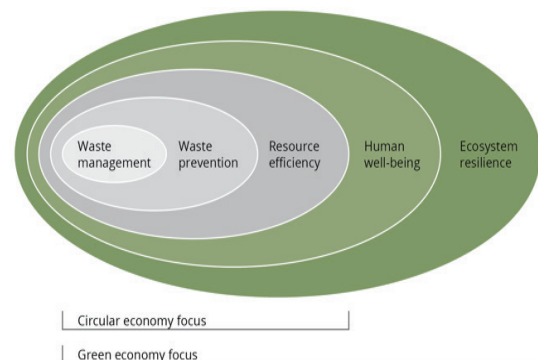 Waste
management
Waste
prevention
Resource
efficiency
Human
well-being
Ecosystem
resilience
Circular economy focus
Green economy focus